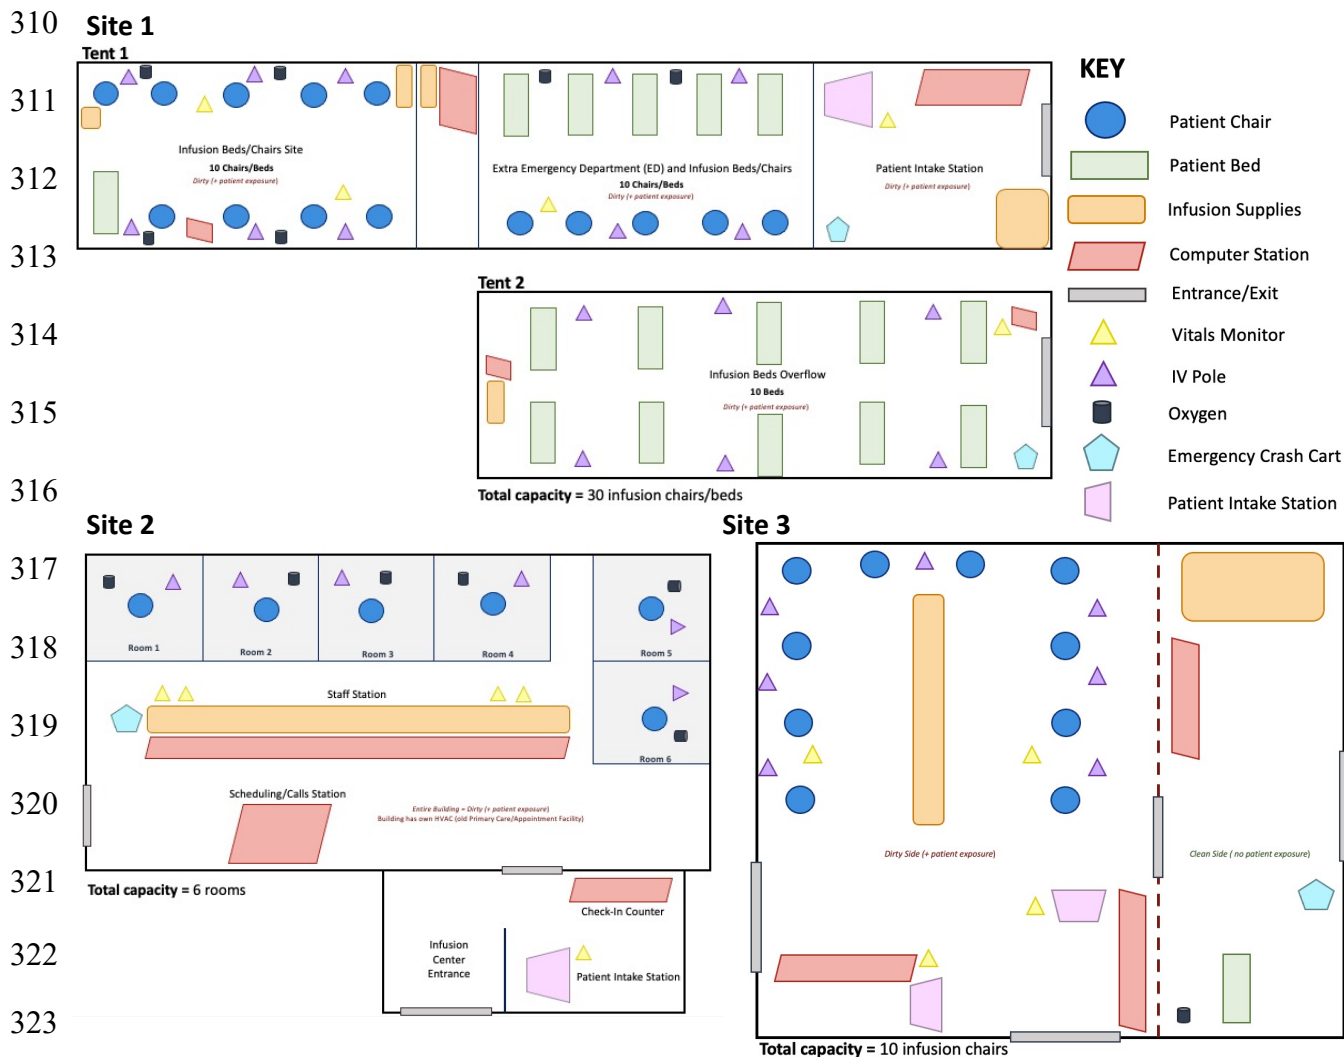 310
Site 1
Tent 1
311
Infusion Beds/Chairs Site
10 Chairs/Beds
Dirty (+ patient exposure)
Extra Emergency Department (ED) and Infusion Beds/Chairs
10 Chairs/Beds
Dirty (+ patient exposure)
Patient Intake Station
Dirty (+ patient exposure)
312
313
KEY
Patient Chair
Patient Bed
Infusion Supplies
Computer Station
Entrance/Exit
Vitals Monitor
IV Pole
Oxygen
Emergency Crash Cart
Patient Intake Station
Tent 2
314
Infusion Beds Overflow
10 Beds
Dirty (+ patient exposure)
315
316
Total capacity = 30 infusion chairs/beds
Site 2
317
Room 1
Room 2
Room 3
Room 4
Room 5
318
Staff Station
319
Room 6
320
Scheduling/Calls Station
Entire Building = Dirty (+ patient exposure)
Building has own HVAC (old Primary Care/Appointment Facility)
321
Total capacity = 6 rooms
Check-In Counter
322
Infusion
Center
Entrance
Patient Intake Station
323
Site 3
Dirty Side (+ patient exposure)
Clean Side ( no patient exposure)
Total capacity = 10 infusion chairs